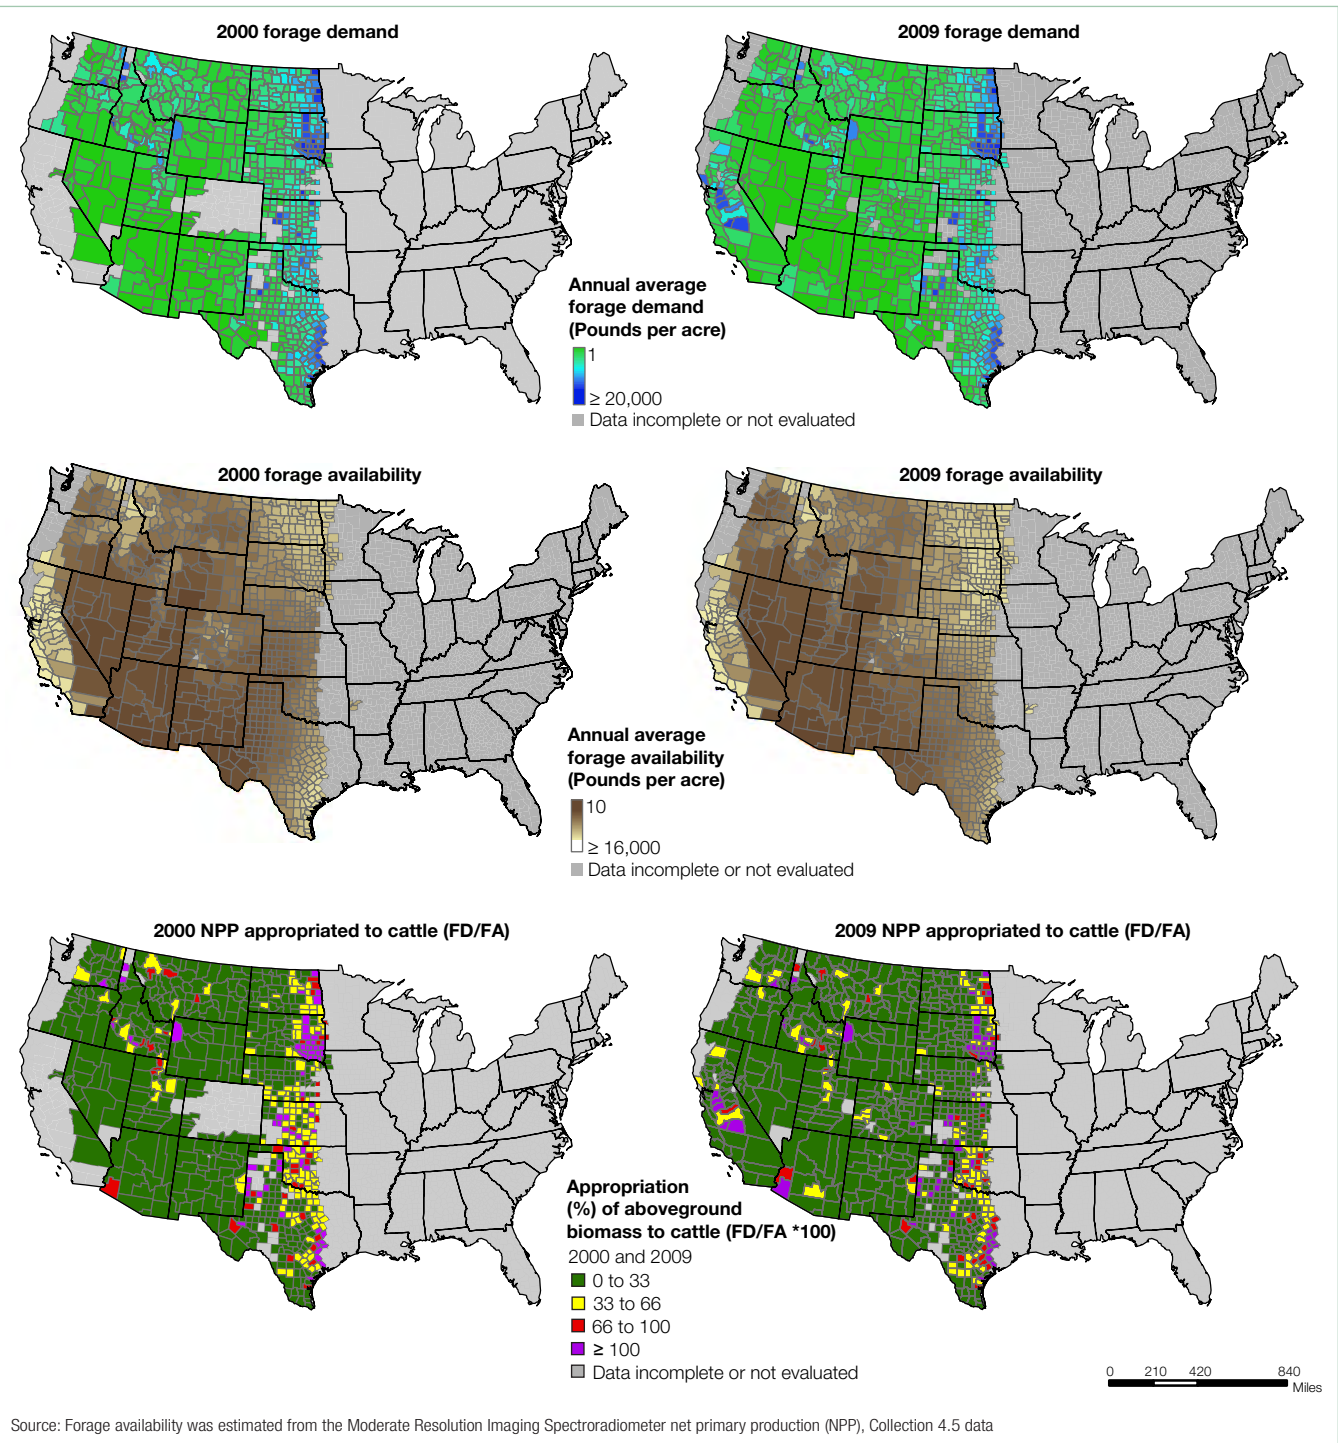 2000 forage demand
2009 forage demand
Annual average
forage demand
(Pounds per acre)
1
≥ 20,000
Data incomplete or not evaluated
2000 forage availability
2009 forage availability
Annual average
forage availability
(Pounds per acre)
10
≥ 16,000
Data incomplete or not evaluated
2000 NPP appropriated to cattle (FD/FA)
2009 NPP appropriated to cattle (FD/FA)
Appropriation
(%) of aboveground
biomass to cattle (FD/FA *100)
2000 and 2009
0 to 33
33 to 66
66 to 100
≥ 100
Data incomplete or not evaluated
0 210 420 840
Miles
Source: Forage availability was estimated from the Moderate Resolution Imaging Spectroradiometer net primary production (NPP), Collection 4.5 data